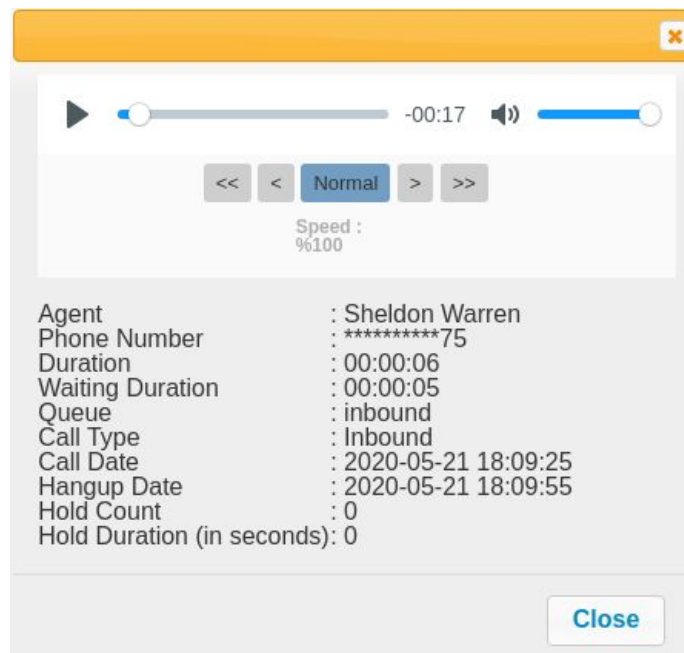 -00:17
<< < Normal > >>
Speed :
%100
Agent : Sheldon Warren
Phone Number : **********75
Duration : 00:00:06
Waiting Duration : 00:00:05
Queue : inbound
Call Type : Inbound
Call Date : 2020-05-21 18:09:25
Hangup Date : 2020-05-21 18:09:55
Hold Count : 0
Hold Duration (in seconds): 0
Close